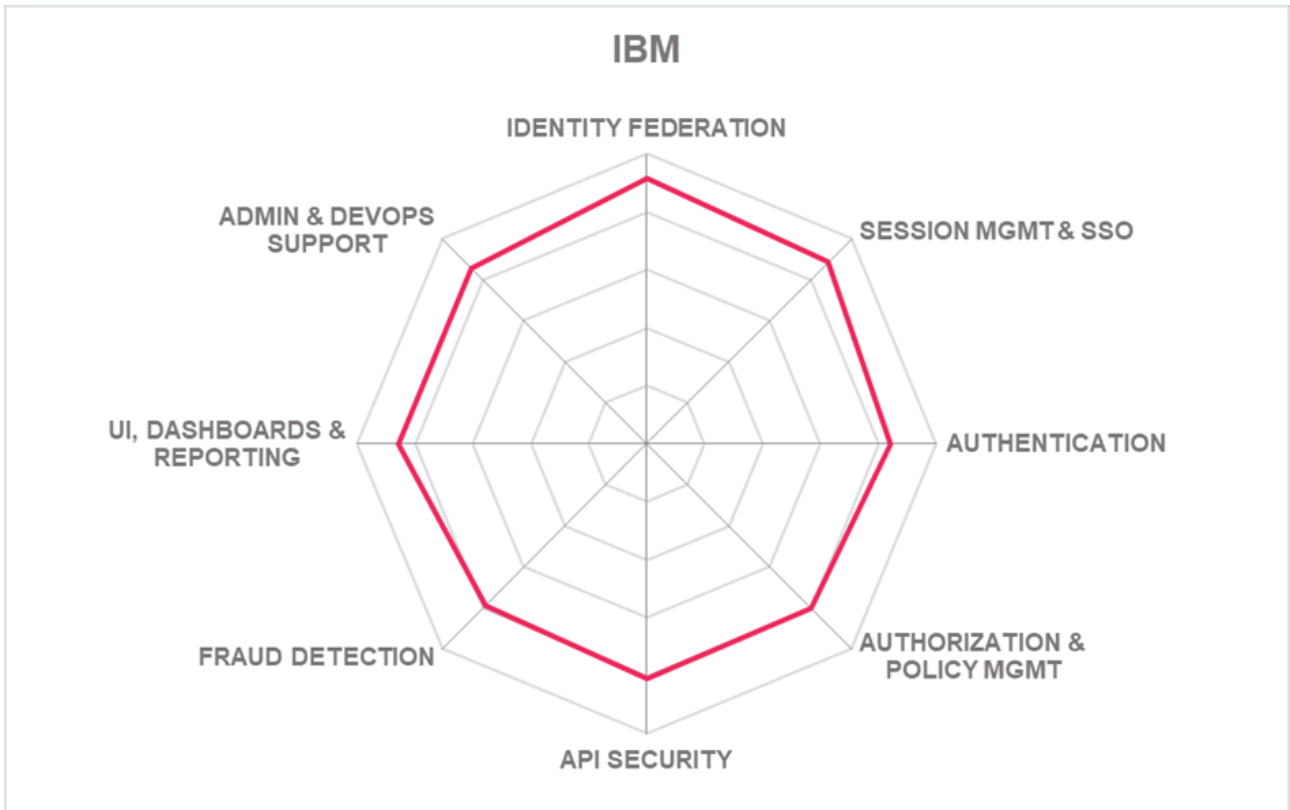 IBM
IDENTITY FEDERATION
ADMIN & DEVOPS
SUPPORT
SESSION MGMT & SSO
UI, DASHBOARDS &
REPORTING
AUTHENTICATION
FRAUD DETECTION
AUTHORIZATION &
POLICY MGMT
API SECURITY